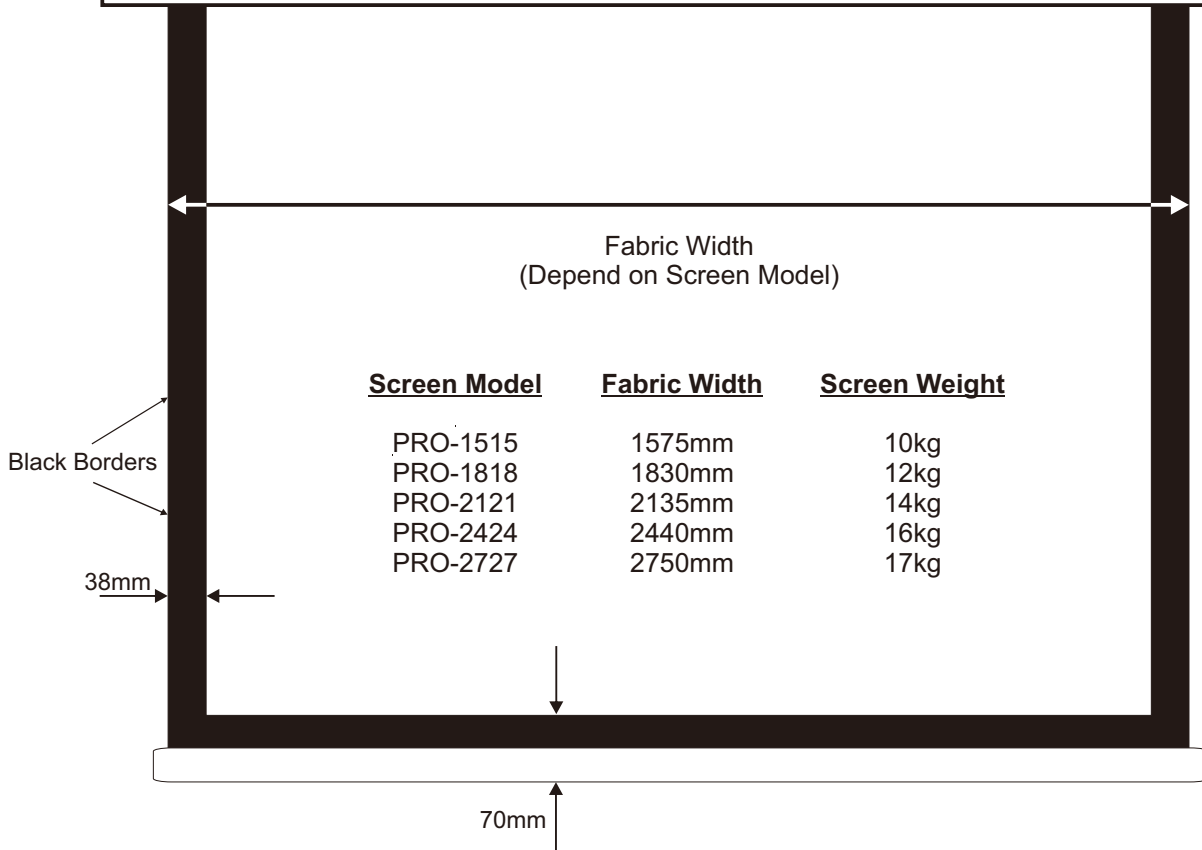 Fabric Width
(Depend on Screen Model)
Screen Model Fabric Width Screen Weight
PRO-1515 1575mm 10kg
Black Borders
PRO-1818 1830mm 12kg
PRO-2121 2135mm 14kg
PRO-2424 2440mm 16kg
PRO-2727 2750mm 17kg
38mm
70mm